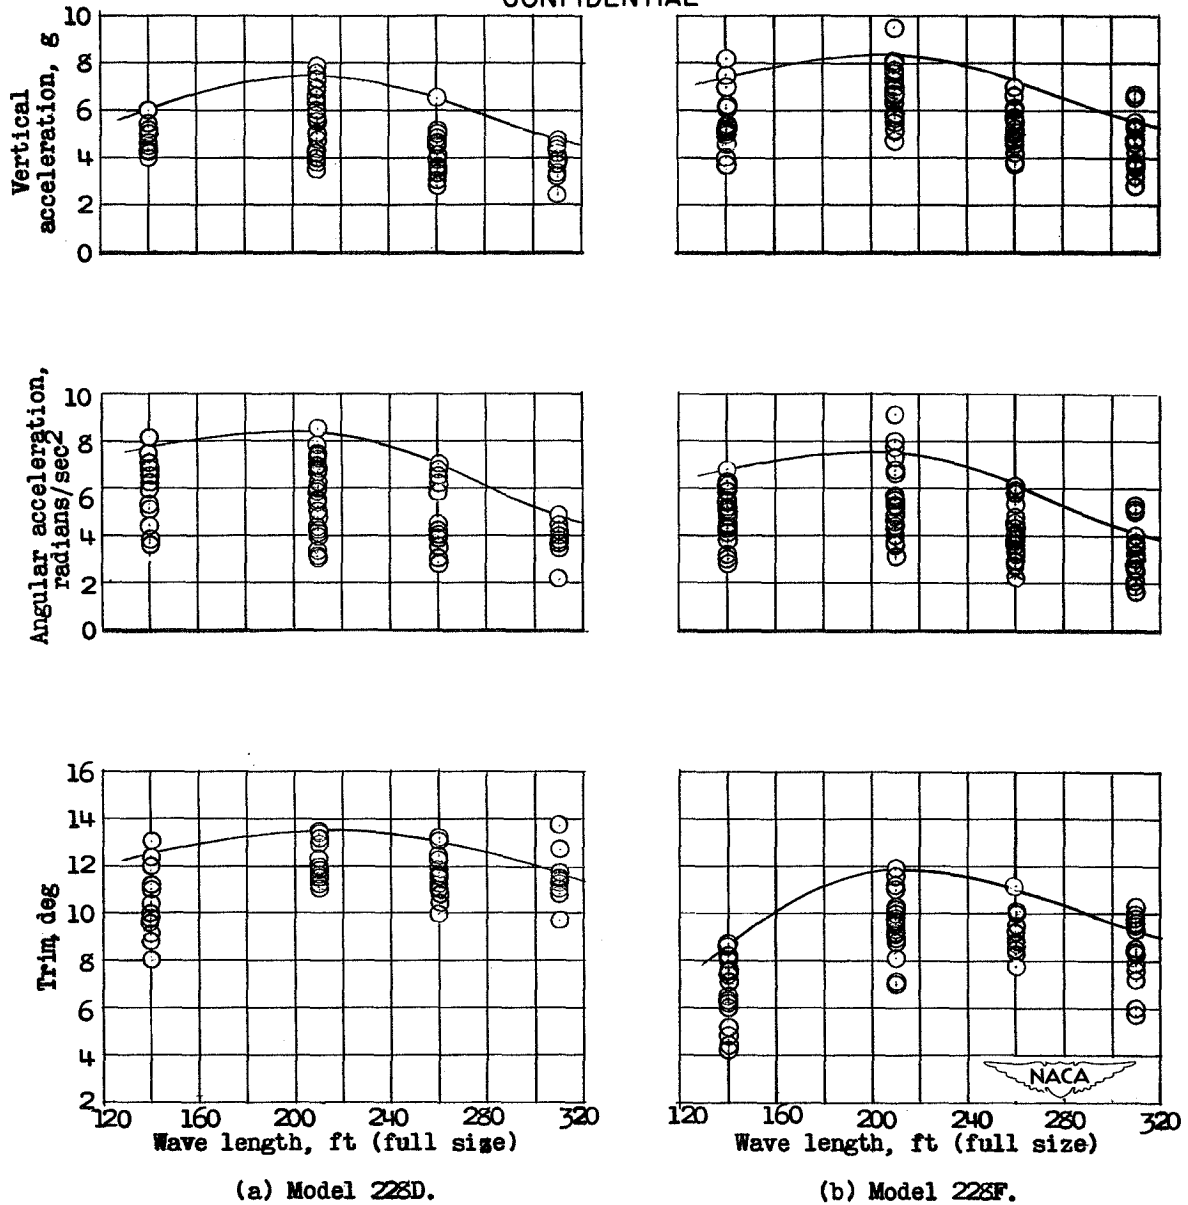 CONFIDENTIAL
Vertical
acceleration, g
10
8
6
4
2
0
Angular acceleration,
radians/sec2
10
8
6
4
2
0
Trim, deg
16
14
12
10
8
6
4
2
120 160 200 240 280 320
Wave length, ft (full size)
(a) Model 228D.
NACA
120 160 200 240 280 320
Wave length, ft (full size)
(b) Model 228F.